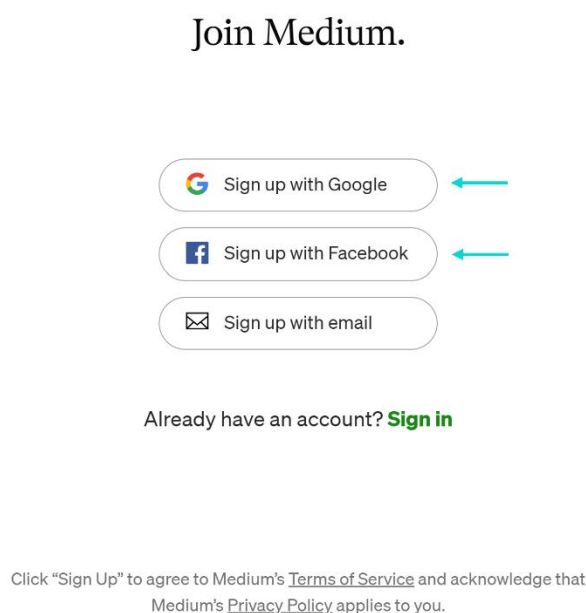 Join Medium.
Sign up with Google
Sign up with Facebook
Sign up with email
Already have an account? Sign in
Click “Sign Up” to agree to Medium’s Terms of Service and acknowledge that
Medium’s Privacy Policy applies to you.